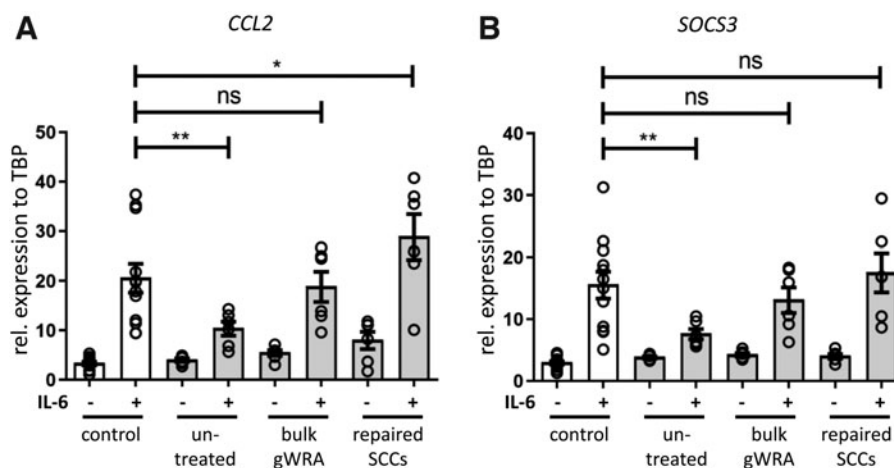 A
CCL2
*
ns
**
rel. expression to TBP
50
40
30
20
10
0
IL-6
- + - + - + - +
control
un-
treated
bulk
gWRA
repaired
SCCs
B
SOCS3
ns
ns
**
rel. expression to TBP
40
30
20
10
0
IL-6
- + - + - + - +
control
un-
treated
bulk
gWRA
repaired
SCCs